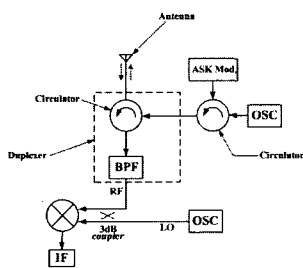 Antenna
ASK Mod.
Circulator
OSC
Duplexer
Circulator
BPF
RF
3dB
coupler
LO
OSC
IF